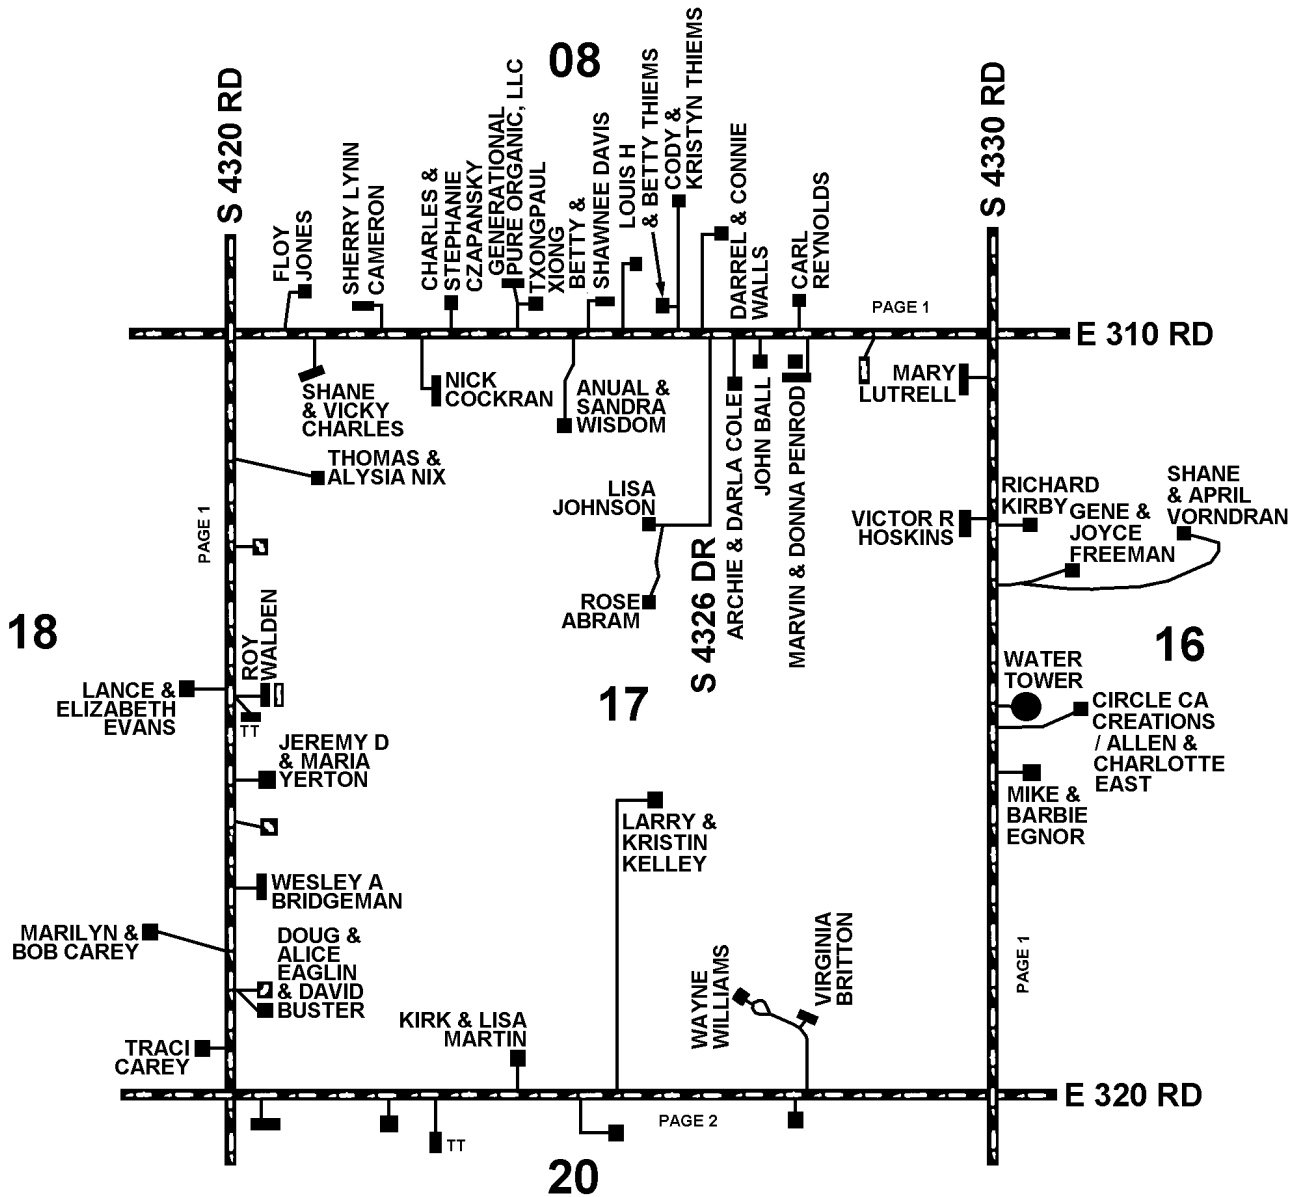 08
S 4320 RD
S 4330 RD
FLOY
JONES
SHERRY LYNN
CAMERON
CHARLES &
STEPHANIE
CZAPANSKY
GENERATIONAL
PURE ORGANIC, LLC
TXONGPAUL
XIONG
BETTY &
SHAWNEE DAVIS
LOUIS H
& BETTY THIEMS
CODY &
KRISTYN THIEMS
DARREL & CONNIE
WALLS
CARL
REYNOLDS
PAGE 1
E 310 RD
SHANE
& VICKY
CHARLES
NICK
COCKRAN
ANUAL &
SANDRA
WISDOM
ARCHIE & DARLA COLE
JOHN BALL
MARVIN & DONNA PENROD
MARY
LUTRELL
THOMAS &
ALYSIA NIX
LISA
JOHNSON
ROSE
ABRAM
S 4326 DR
VICTOR R
HOSKINS
RICHARD
KIRBY
GENE &
JOYCE
FREEMAN
SHANE
& APRIL
VORNDRAN
PAGE 1
18
17
16
ROY
WALDEN
TT
LANCE &
ELIZABETH
EVANS
WATER
TOWER
CIRCLE CA
CREATIONS
/ ALLEN &
CHARLOTTE
EAST
JEREMY D
& MARIA
YERTON
MIKE &
BARBIE
EGNOR
LARRY &
KRISTIN
KELLEY
WESLEY A
BRIDGEMAN
MARILYN &
BOB CAREY
DOUG &
ALICE
EAGLIN
& DAVID
BUSTER
WAYNE
WILLIAMS
VIRGINIA
BRITTON
PAGE 1
KIRK & LISA
MARTIN
TRACI
CAREY
E 320 RD
PAGE 2
TT
20